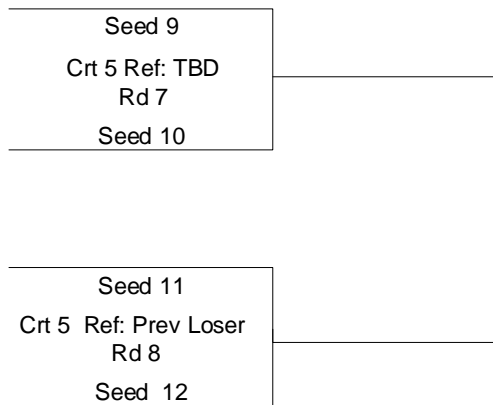 Seed 9
Crt 5 Ref: TBD
Rd 7
Seed 10
Seed 11
Crt 5 Ref: Prev Loser
Rd 8
Seed 12